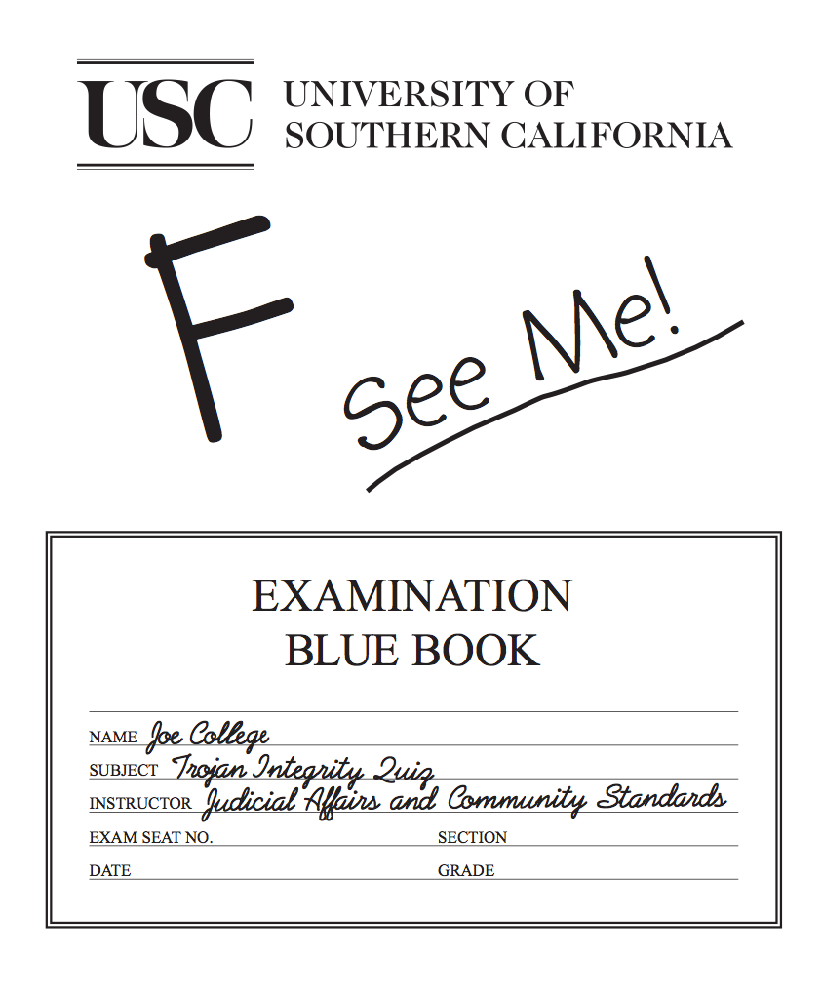 USC
UNIVERSITY OF
SOUTHERN CALIFORNIA
F
See Me!
EXAMINATION
BLUE BOOK
NAME Joe College
SUBJECT Trojan Integrity Quiz
INSTRUCTOR Judicial Affairs and Community Standards
EXAM SEAT NO. SECTION
DATE GRADE